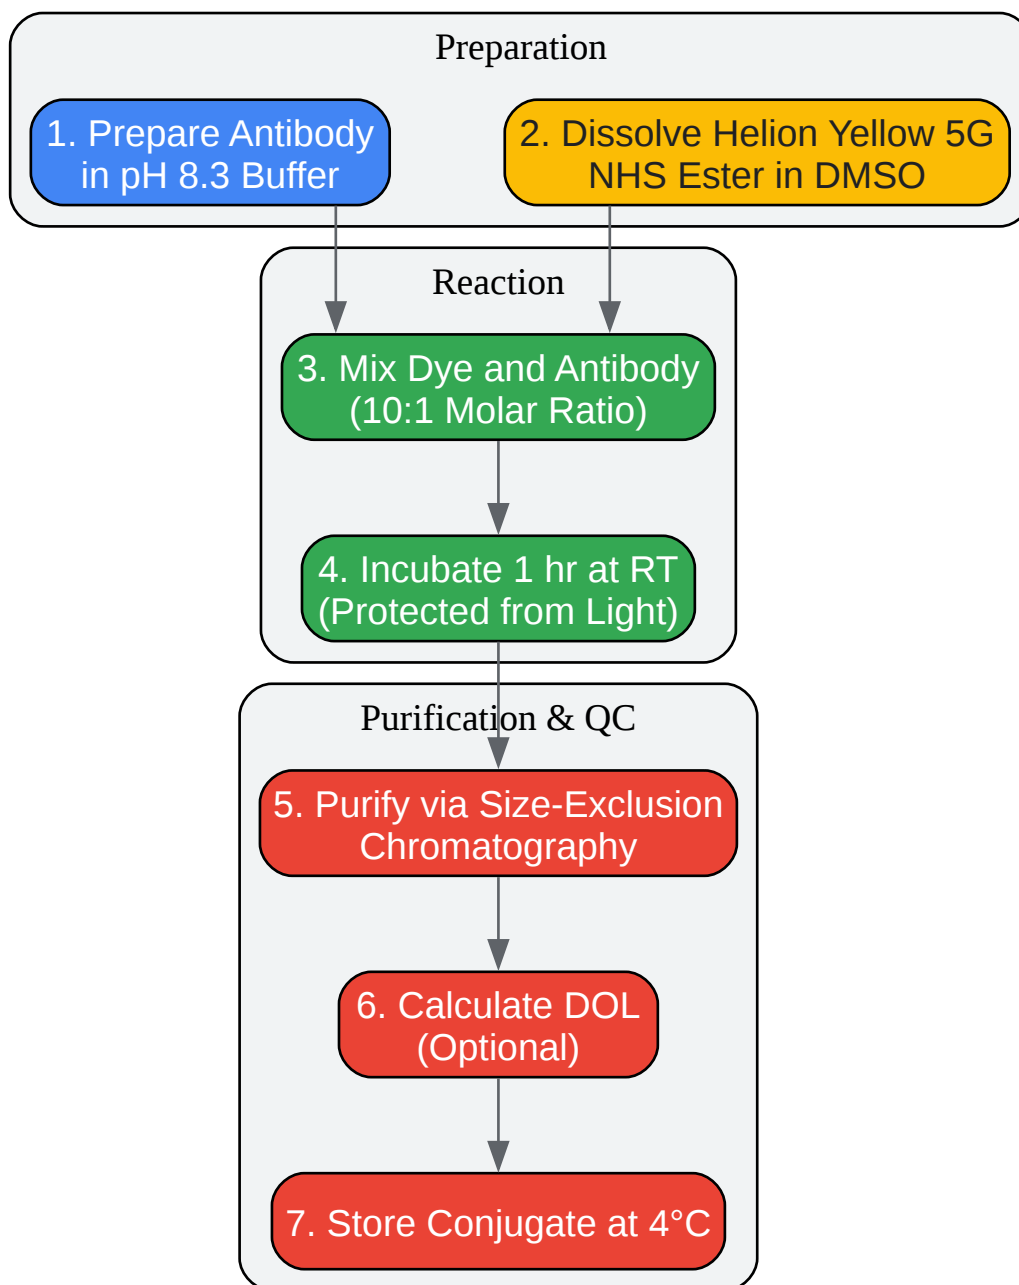 Preparation
1. Prepare Antibody
in pH 8.3 Buffer
2. Dissolve Helion Yellow 5G
NHS Ester in DMSO
Reaction
3. Mix Dye and Antibody
(10:1 Molar Ratio)
4. Incubate 1 hr at RT
(Protected from Light)
Purification & QC
5. Purify via Size-Exclusion
Chromatography
6. Calculate DOL
(Optional)
7. Store Conjugate at 4°C